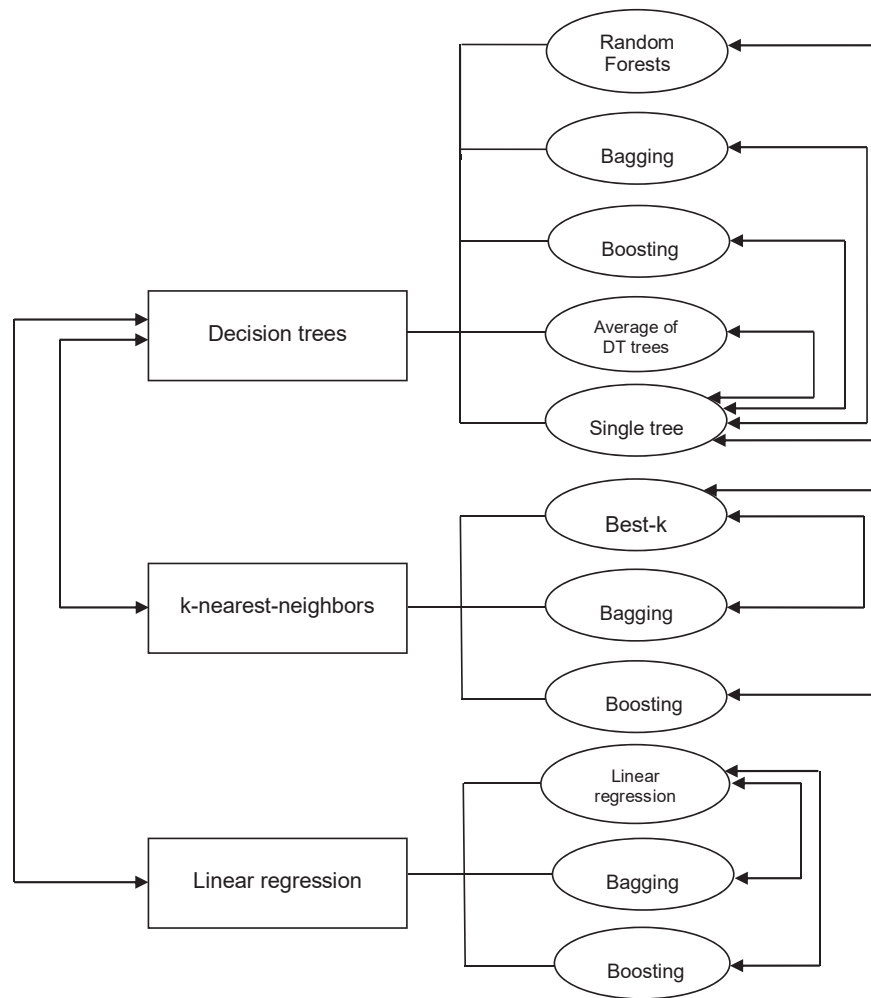 Random
Forests
Bagging
Boosting
Decision trees
Average of
DT trees
Single tree
Best-k
k-nearest-neighbors
Bagging
Boosting
Linear
regression
Linear regression
Bagging
Boosting